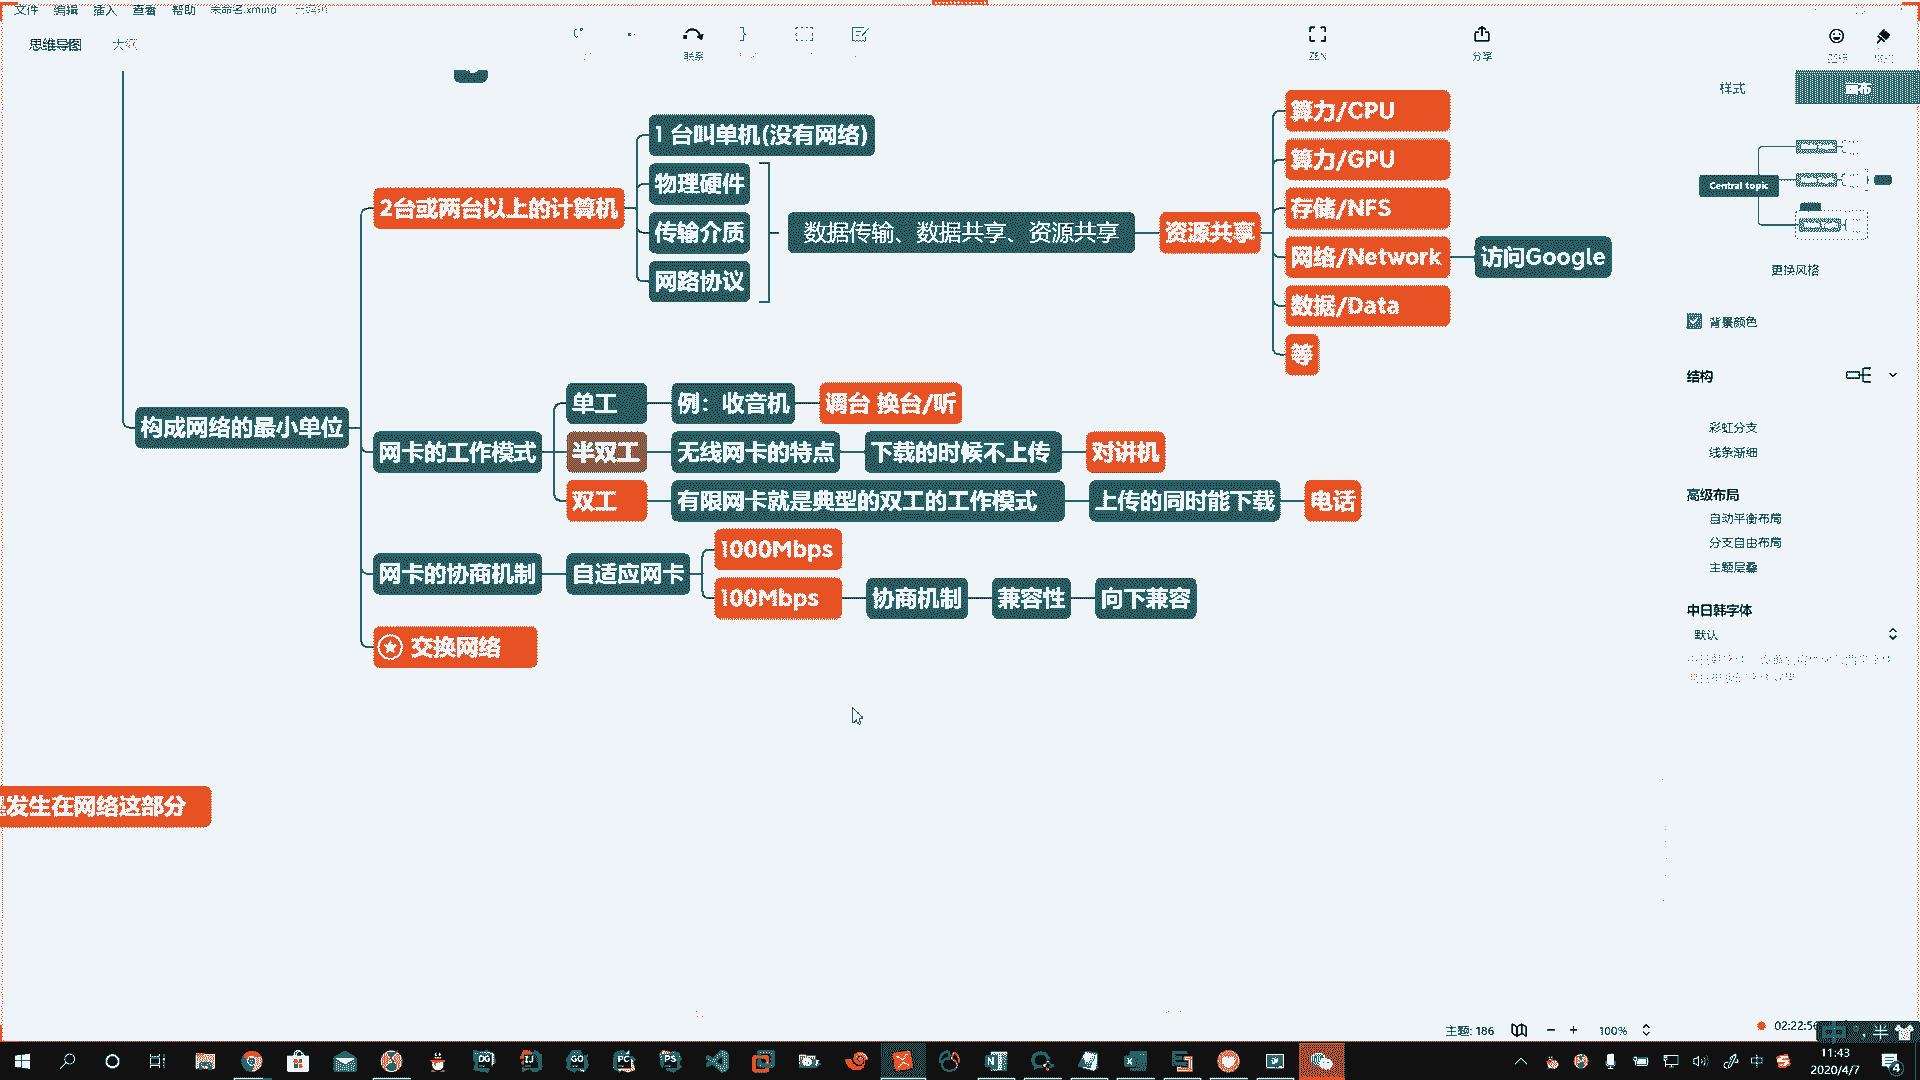 文件 编辑 插入 查看 帮助 未命名.xmind
思维导图 大纲
联系
ZEN
分享
样式 画布
1 台叫单机(没有网络)
物理硬件
传输介质
网路协议
2台或两台以上的计算机
数据传输、数据共享、资源共享
资源共享
算力/CPU
算力/GPU
存储/NFS
网络/Network
访问Google
数据/Data
等
构成网络的最小单位
网卡的工作模式
单工
例：收音机
调台 换台/听
半双工
无线网卡的特点
下载的时候不上传
对讲机
双工
有限网卡就是典型的双工的工作模式
上传的同时能下载
电话
网卡的协商机制
自适应网卡
1000Mbps
100Mbps
协商机制
兼容性
向下兼容
交换网络
发生在网络这部分
Central topic
更换风格
背景颜色
结构
彩虹分支
线条渐细
高级布局
自动平衡布局
分支自由布局
主题层叠
中日韩字体
默认
主题: 186
100%
02:22:56
11:43
2020/4/7